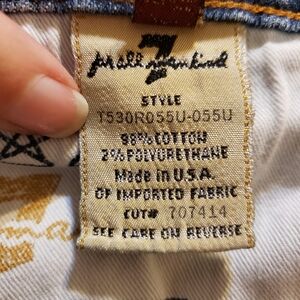 7
for all mankind
STYLE
T530R055U-055U
98% COTTON
2% POLYURETHANE
Made in U.S.A.
OF IMPORTED FABRIC
CUT# 707414
SEE CARE ON REVERSE